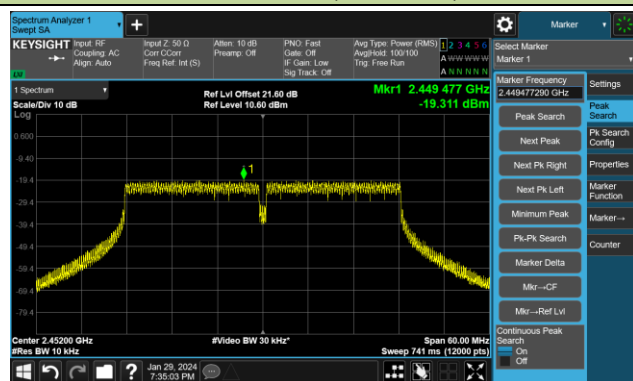 Spectrum Analyzer 1
Swept SA
Marker
KEYSIGHT
Input: RF
Coupling: AC
Align: Auto
Input Z: 50 Ω
Corr CCorr
Freq Ref: Int (S)
Atten: 10 dB
Preamp: Off
PNO: Fast
Gate: Off
IF Gain: Low
Sig Track: Off
Avg Type: Power (RMS)
Avg|Hold: 100/100
Trig: Free Run
1 2 3 4 5 6
A W W W W W
A N N N N N
LXI
1 Spectrum
Scale/Div 10 dB
Log
Ref Lvl Offset 21.60 dB
Ref Level 10.60 dBm
Mkr1 2.449 477 GHz
-19.311 dBm
0.600
-9.40
-19.4
-29.4
-39.4
-49.4
-59.4
-69.4
-79.4
1
Center 2.45200 GHz
#Res BW 10 kHz
#Video BW 30 kHz*
Span 60.00 MHz
Sweep 741 ms (12000 pts)
Select Marker
Marker 1
Marker Frequency
2.449477290 GHz
Peak Search
Next Peak
Next Pk Right
Next Pk Left
Minimum Peak
Pk-Pk Search
Marker Delta
Mkr→CF
Mkr→Ref Lvl
Continuous Peak
Search
On
Off
Settings
Peak
Search
Pk Search
Config
Properties
Marker
Function
Marker→
Counter
?
Jan 29, 2024
7:35:03 PM